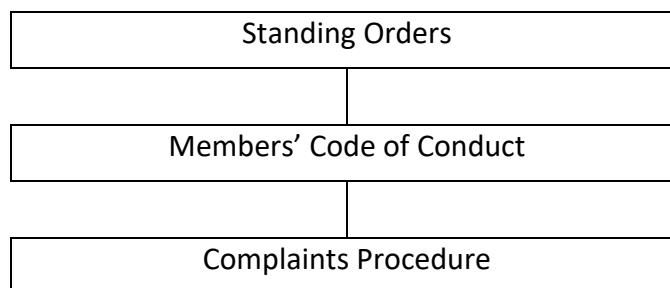 Standing Orders
Members’ Code of Conduct
Complaints Procedure